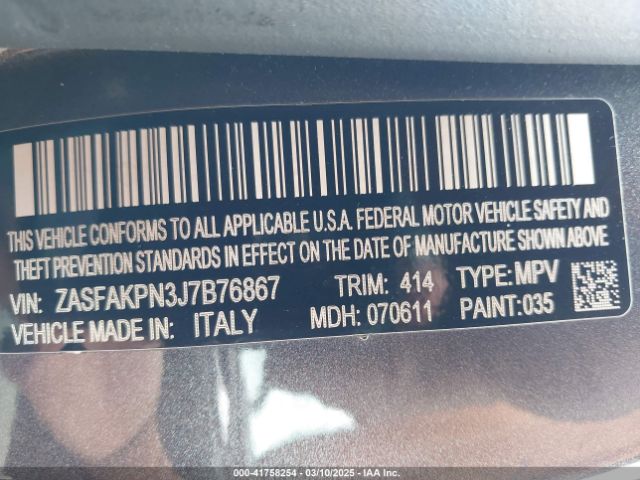 THIS VEHICLE CONFORMS TO ALL APPLICABLE U.S.A. FEDERAL MOTOR VEHICLE SAFETY AND
THEFT PREVENTION STANDARDS IN EFFECT ON THE DATE OF MANUFACTURE SHOWN ABOVE
VIN: ZASFAKPN3J7B76867 TRIM: 414 TYPE: MPV
VEHICLE MADE IN: ITALY MDH: 070611 PAINT: 035
000-41758254 — 03/10/2025 — IAA Inc.